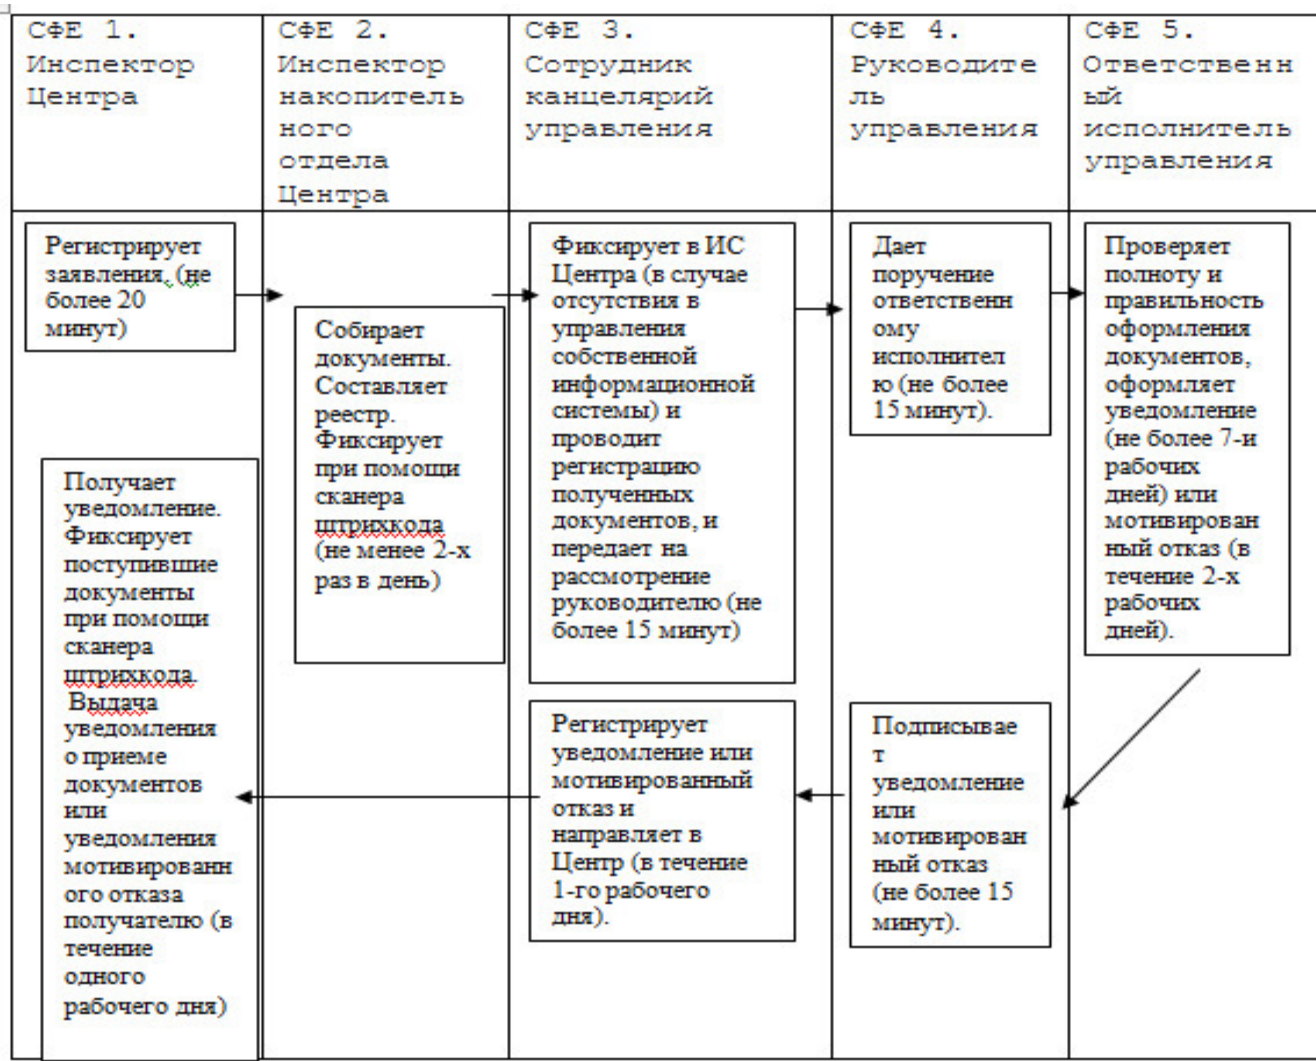 СФЕ 1.
Инспектор
Центра
СФЕ 2.
Инспектор
накопитель
ного
отдела
Центра
СФЕ 3.
Сотрудник
канцелярий
управления
СФЕ 4.
Руководите
ль
управления
СФЕ 5.
Ответственн
ый
исполнитель
управления
Регистрирует
заявления, (не
более 20
минут)
Собирает
документы.
Составляет
реестр.
Фиксирует
при помощи
сканера
штрихкода
(не менее 2-х
раз в день)
Фиксирует в ИС
Центра (в случае
отсутствия в
управления
собственной
информационной
системы) и
проводит
регистрацию
полученных
документов, и
передает на
рассмотрение
руководителю (не
более 15 минут)
Дает
поручение
ответственн
ому
исполнител
ю (не более
15 минут).
Проверяет
полноту и
правильность
оформления
документов,
оформляет
уведомление
(не более 7-и
рабочих
дней) или
мотивирован
ный отказ (в
течение 2-х
рабочих
дней).
Подписывае
т
уведомление
или
мотивирован
ный отказ
(не более 15
минут).
Регистрирует
уведомление или
мотивированный
отказ и
направляет в
Центр (в течение
1-го рабочего
дня).
Получает
уведомление.
Фиксирует
поступившие
документы
при помощи
сканера
штрихкода.
Выдача
уведомления
о приеме
документов
или
уведомления
мотивированн
ого отказа
получателю (в
течение
одного
рабочего дня)